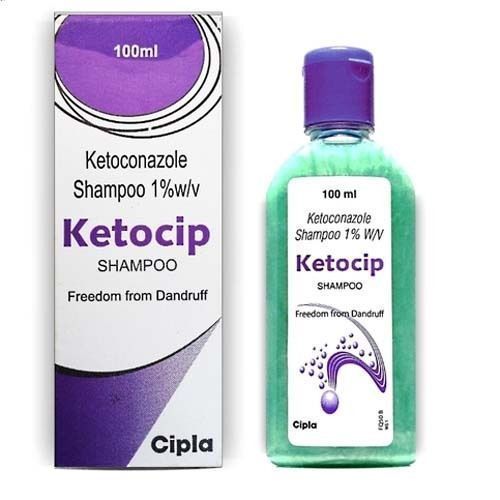 100ml
Ketoconazole
Shampoo 1%w/v
Ketocip
SHAMPOO
Freedom from Dandruff
Cipla
100 ml
Ketoconazole
Shampoo 1% W/V
Ketocip
SHAMPOO
Freedom from Dandruff
Cipla